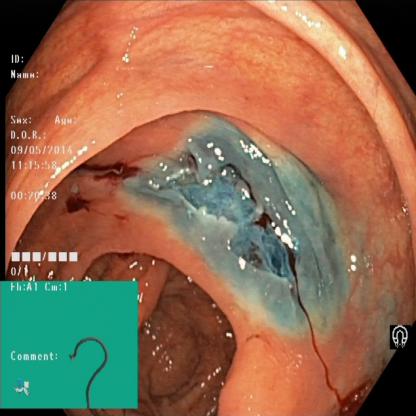 ID:
Name:
Sex: Age:
D.O.B.:
09/05/2014
11:15:58
00:20:38
■■■/■■■
0/1
Eh:A1 Cm:1
Comment: